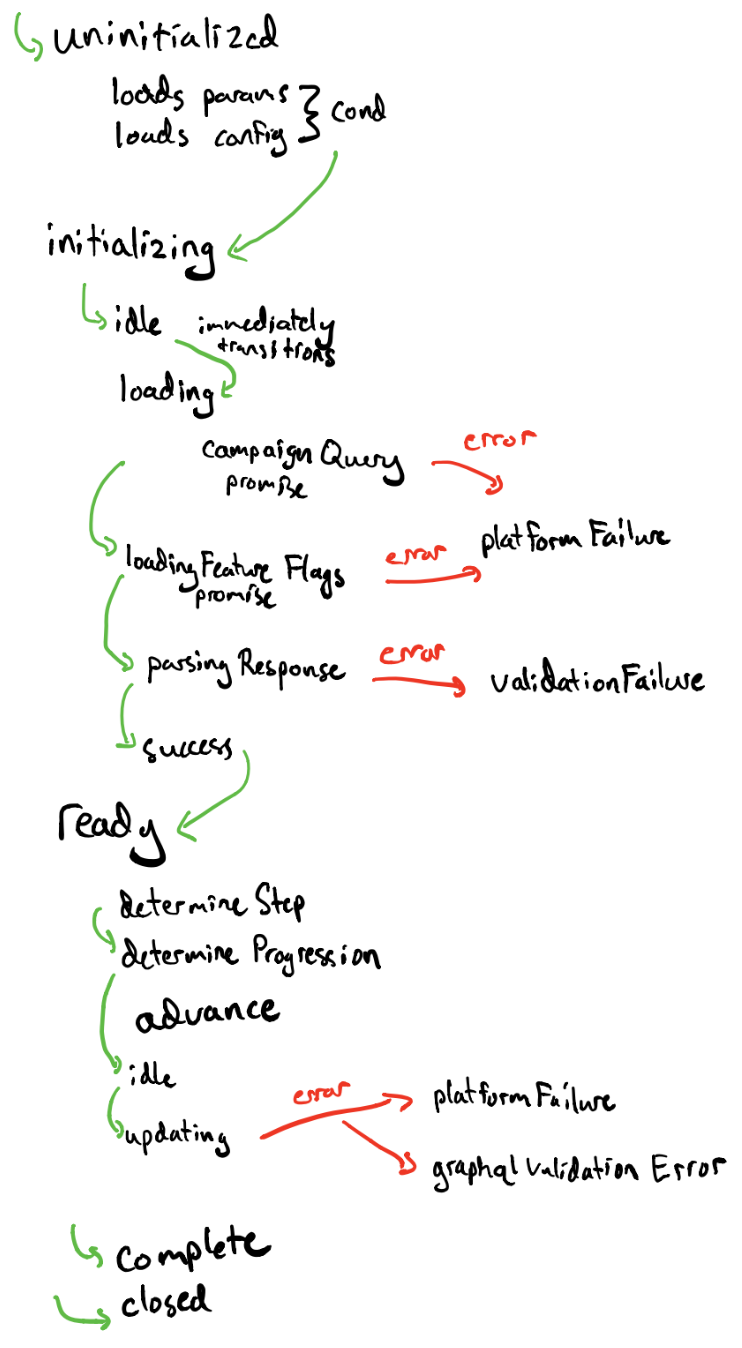 uninitialized
loads params
loads config } cond
initializing
idle immediately
transitions
loading
error
campaign Query
promise
platform Failure
error
loadingFeature Flags
promise
error
parsing Response
validationFailure
success
ready
determine Step
determine Progression
advance
idle
error
platformFailure
updating
graphql Validation Error
complete
closed